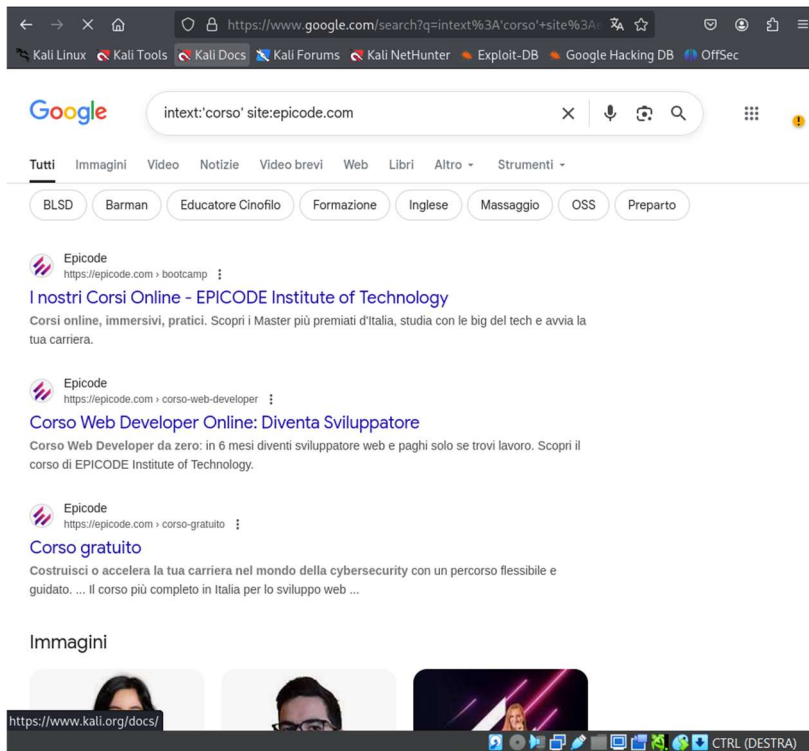 https://www.google.com/search?q=intext%3A'corso'+site%3A
Kali Linux Kali Tools Kali Docs Kali Forums Kali NetHunter Exploit-DB Google Hacking DB OffSec
Google
intext:'corso' site:epicode.com
Tutti Immagini Video Notizie Video brevi Web Libri Altro Strumenti
BLSD Barman Educatore Cinofilo Formazione Inglese Massaggio OSS Preparto
Epicode
https://epicode.com › bootcamp
I nostri Corsi Online - EPICODE Institute of Technology
Corsi online, immersivi, pratici. Scopri i Master più premiati d'Italia, studia con le big del tech e avvia la
tua carriera.
Epicode
https://epicode.com › corso-web-developer
Corso Web Developer Online: Diventa Sviluppatore
Corso Web Developer da zero: in 6 mesi diventi sviluppatore web e paghi solo se trovi lavoro. Scopri il
corso di EPICODE Institute of Technology.
Epicode
https://epicode.com › corso-gratuito
Corso gratuito
Costruisci o accelera la tua carriera nel mondo della cybersecurity con un percorso flessibile e
guidato. ... Il corso più completo in Italia per lo sviluppo web ...
Immagini
https://www.kali.org/docs/
CTRL (DESTRA)